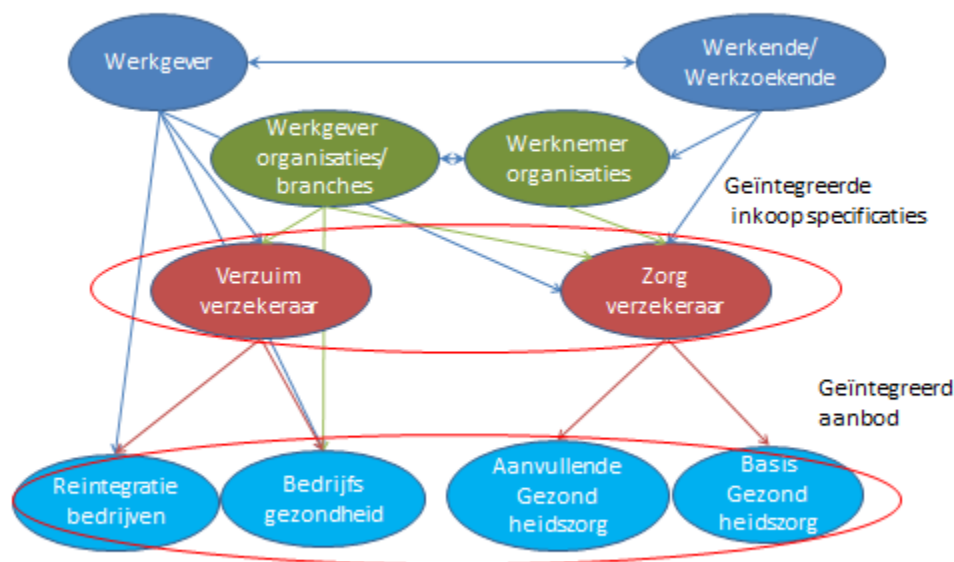 Werkgever
Werkende/
Werkzoekende
Werkgever
organisaties/
branches
Werknemer
organisaties
Geïntegreerde
inkoop specificaties
Verzuim
verzekeraar
Zorg
verzekeraar
Geïntegreerd
aanbod
Reintegratie
bedrijven
Bedrijfs
gezondheid
Aanvullende
Gezond
heidszorg
Basis
Gezond
heidszorg